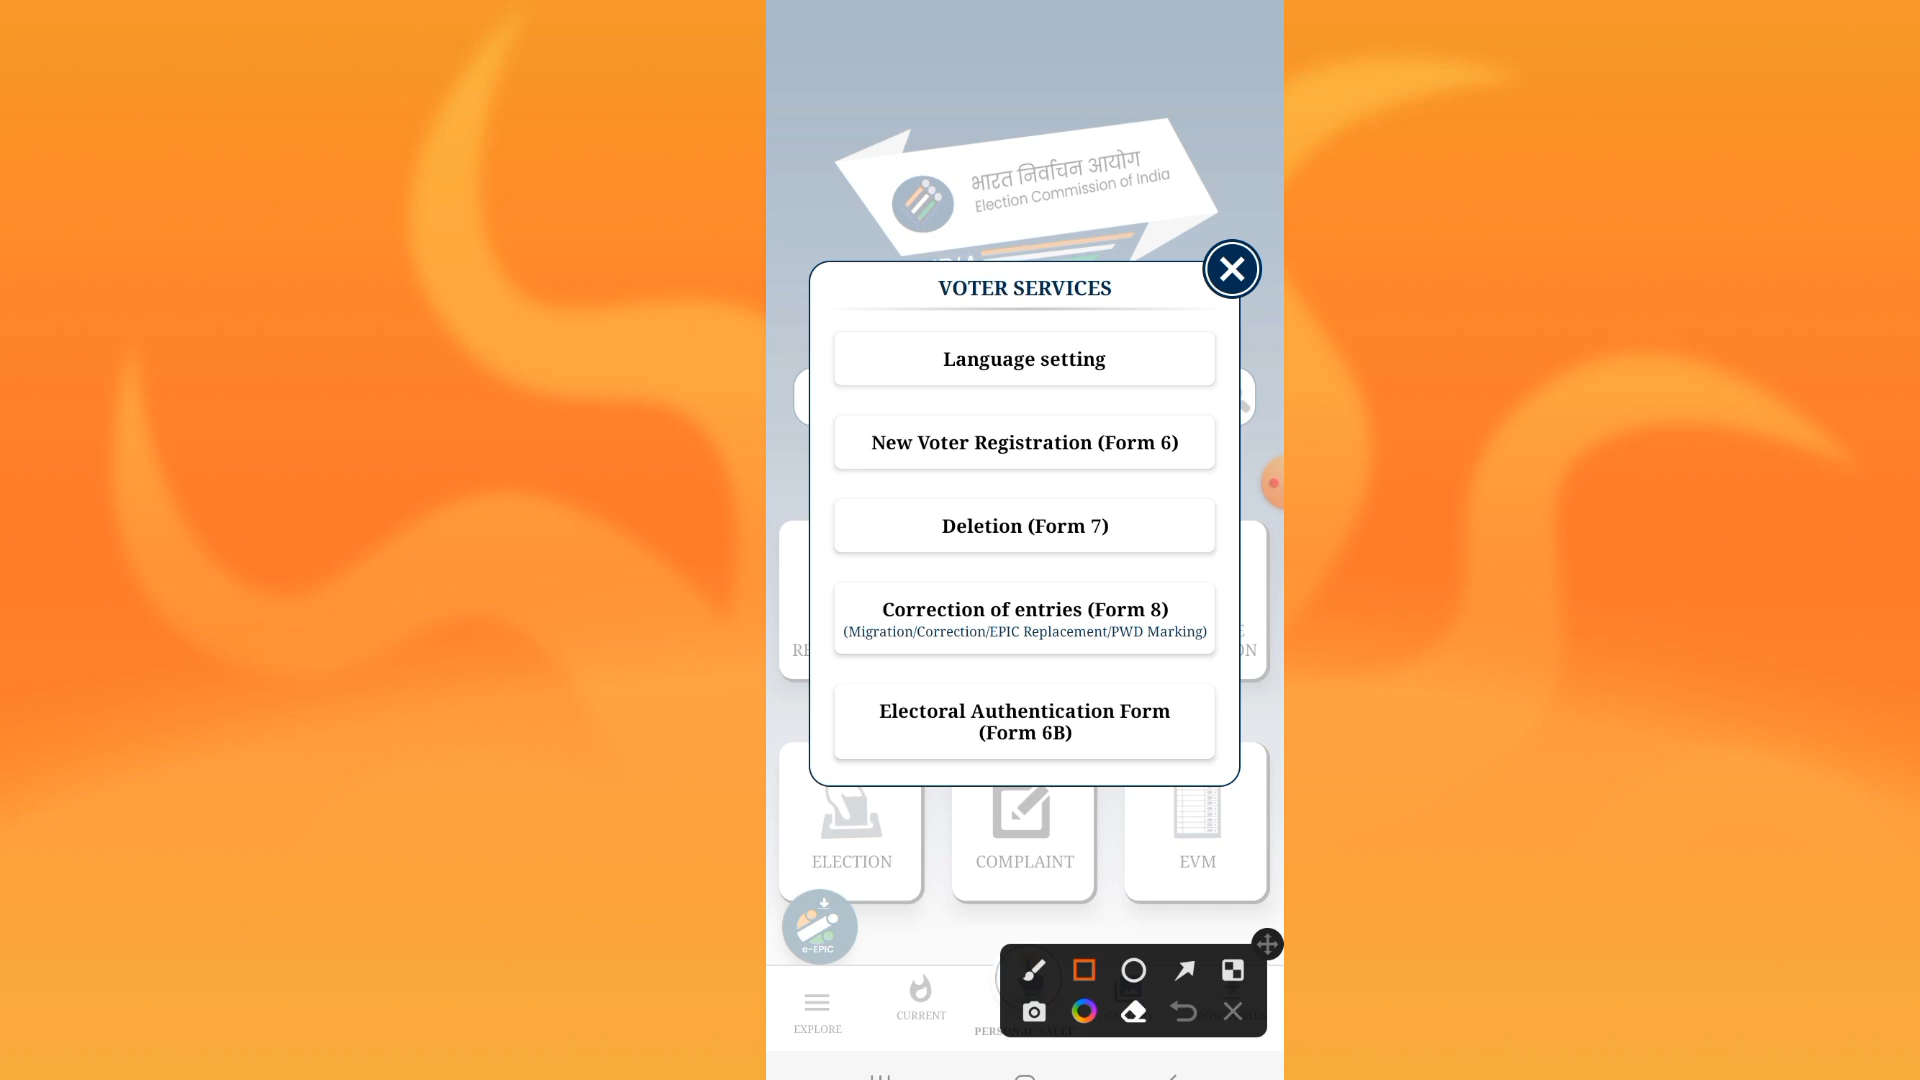 भारत निर्वाचन आयोग
Election Commission of India
VOTER SERVICES
Language setting
New Voter Registration (Form 6)
Deletion (Form 7)
Correction of entries (Form 8)
(Migration/Correction/EPIC Replacement/PWD Marking)
Electoral Authentication Form
(Form 6B)
ELECTION
COMPLAINT
EVM
e-EPIC
EXPLORE
CURRENT